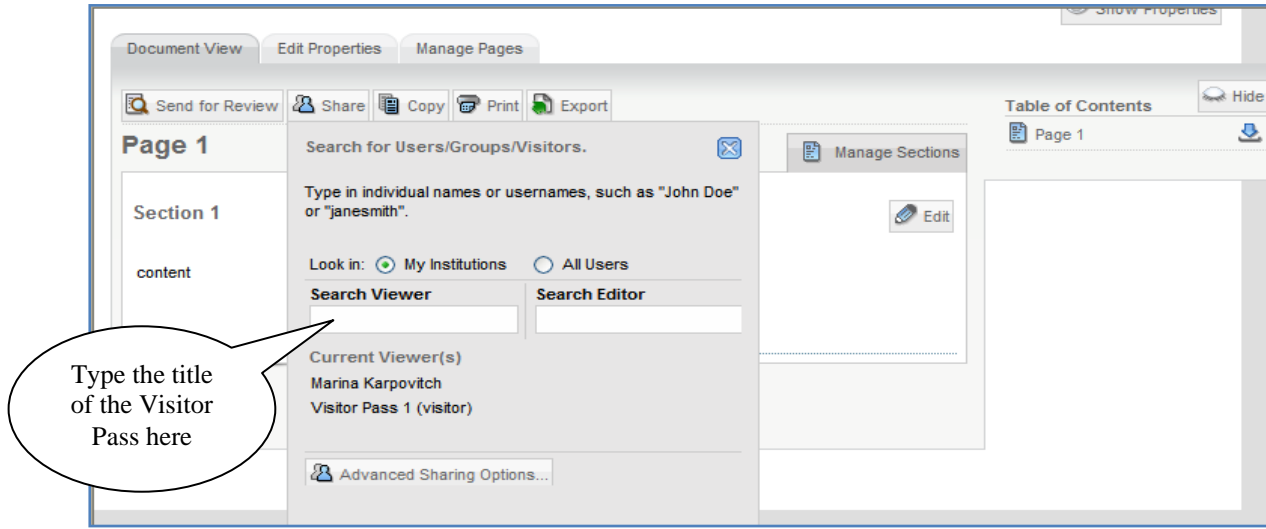 Show Properties
Document View Edit Properties Manage Pages
Send for Review Share Copy Print Export
Hide
Table of Contents
Page 1
Page 1
Search for Users/Groups/Visitors.
Manage Sections
Type in individual names or usernames, such as "John Doe"
or "janesmith".
Section 1
Edit
content
Look in: My Institutions All Users
Search Viewer Search Editor
Current Viewer(s)
Marina Karpovitch
Visitor Pass 1 (visitor)
Advanced Sharing Options...
Type the title
of the Visitor
Pass here